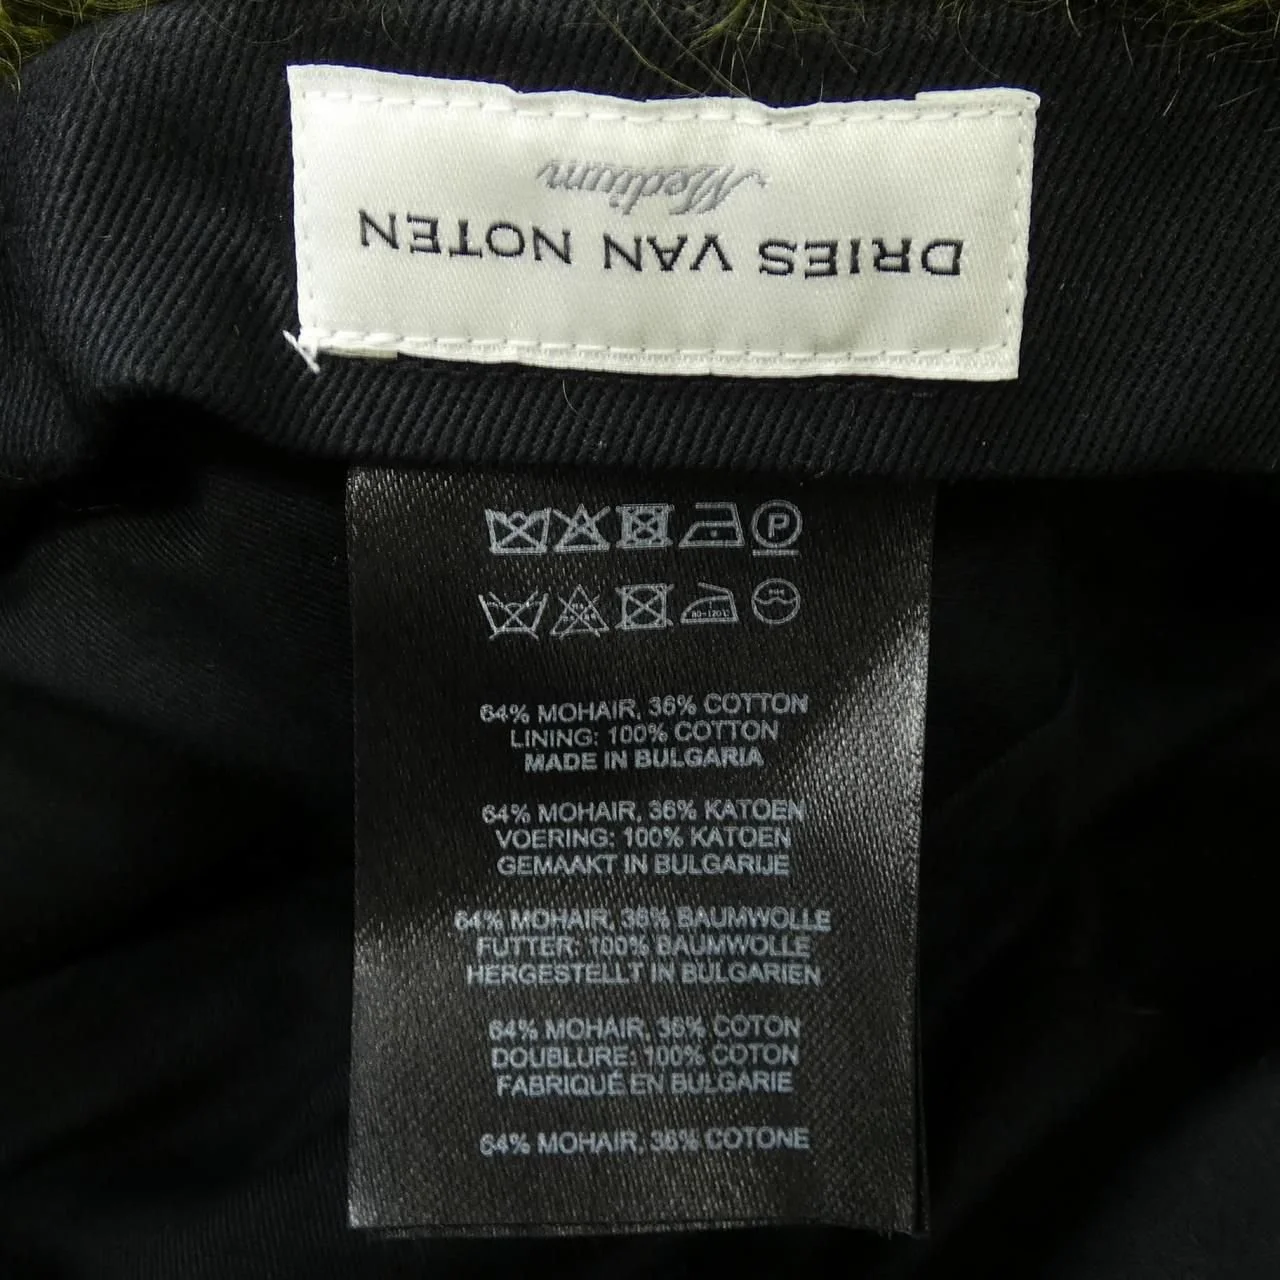 DRIES VAN NOTEN
Medium
P
80-120℃
64% MOHAIR, 36% COTTON
LINING: 100% COTTON
MADE IN BULGARIA
64% MOHAIR, 36% KATOEN
VOERING: 100% KATOEN
GEMAAKT IN BULGARIJE
64% MOHAIR, 36% BAUMWOLLE
FUTTER: 100% BAUMWOLLE
HERGESTELLT IN BULGARIEN
64% MOHAIR, 36% COTON
DOUBLURE: 100% COTON
FABRIQUÉ EN BULGARIE
64% MOHAIR, 36% COTONE